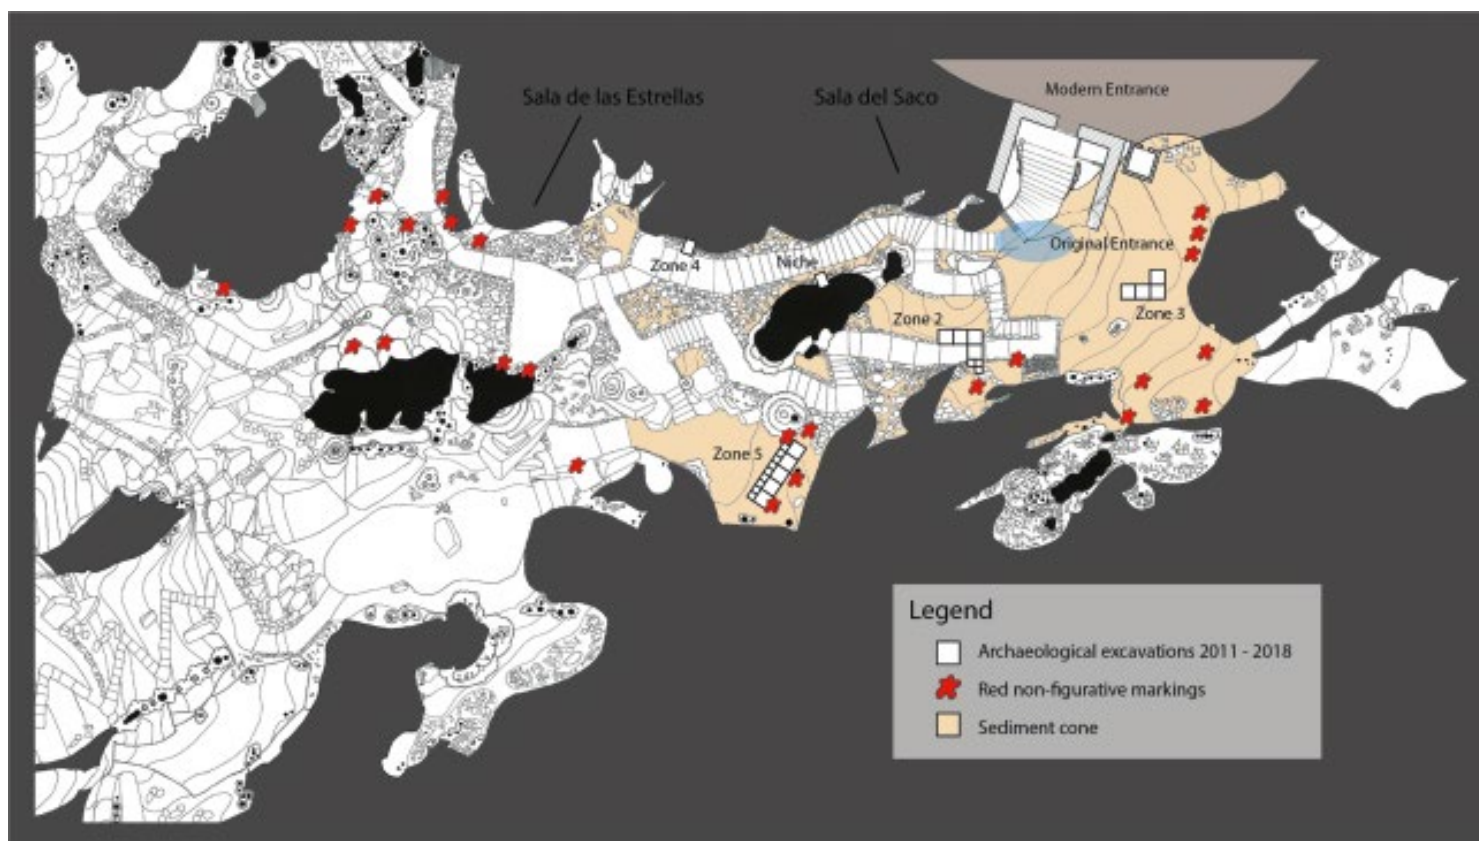 Modern Entrance
Sala de las Estrellas
Sala del Saco
Original Entrance
Zone 4
Niche
Zone 2
Zone 3
Zone 5
Legend
Archaeological excavations 2011 - 2018
Red non-figurative markings
Sediment cone